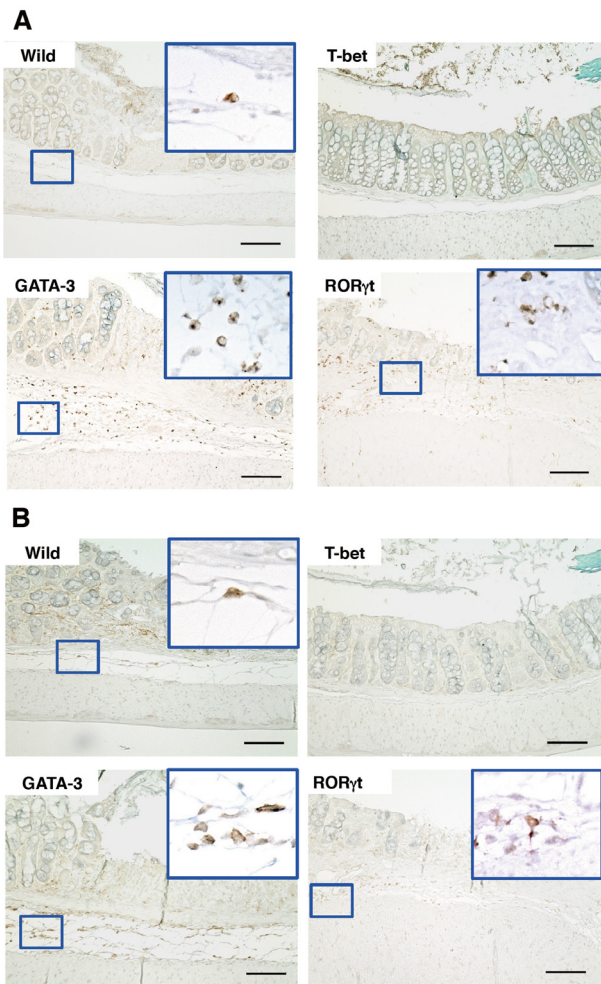 A
Wild
T-bet
GATA-3
RORγt
B
Wild
T-bet
GATA-3
RORγt